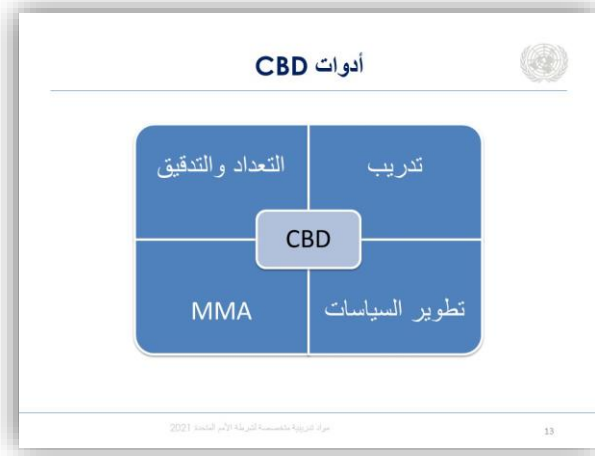 أدوات CBD
تدريب
التعداد والتدقيق
CBD
تطوير السياسات
MMA
مواد تدريبية متخصصة لشرطة الأمم المتحدة 2021
13